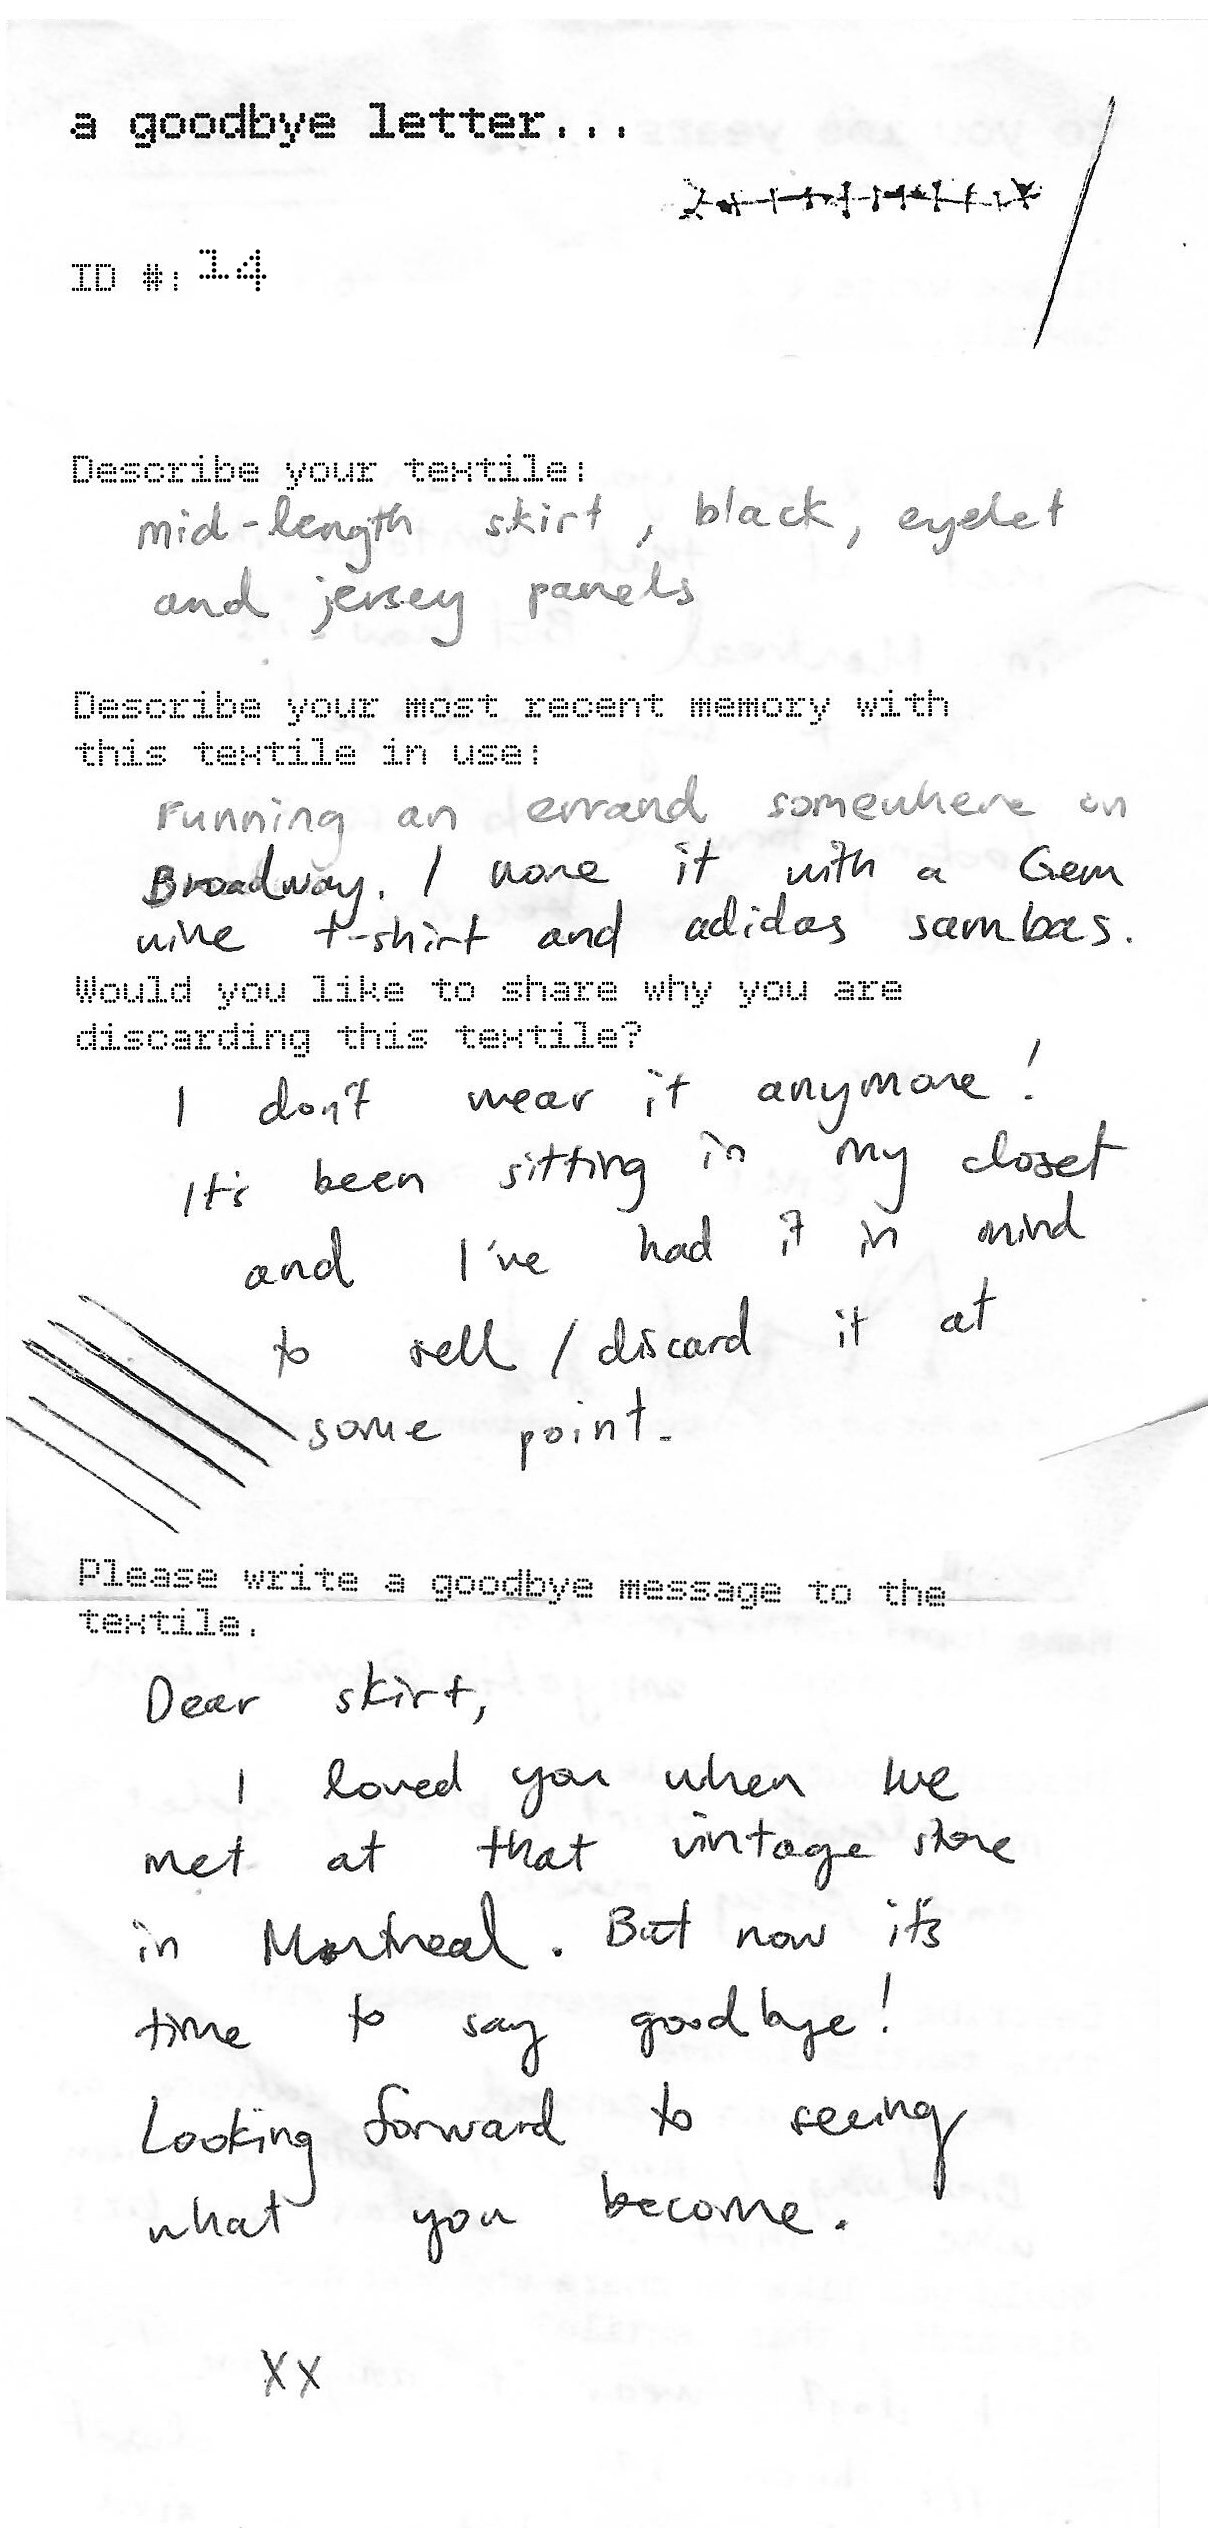 a goodbye letter...
ID #: 14
Describe your textile:
mid-length skirt, black, eyelet
and jersey panels
Describe your most recent memory with
this textile in use:
running an errand somewhere on
Broadway. I wore it with a Gem
wine t-shirt and adidas sambas.
Would you like to share why you are
discarding this textile?
I don't wear it anymore!
It's been sitting in my closet
and I've had it in mind
to sell / discard it at
some point.
Please write a goodbye message to the
textile.
Dear skirt,
I loved you when we
met at that vintage store
in Montreal. But now it's
time to say goodbye!
Looking forward to seeing
what you become.
XX